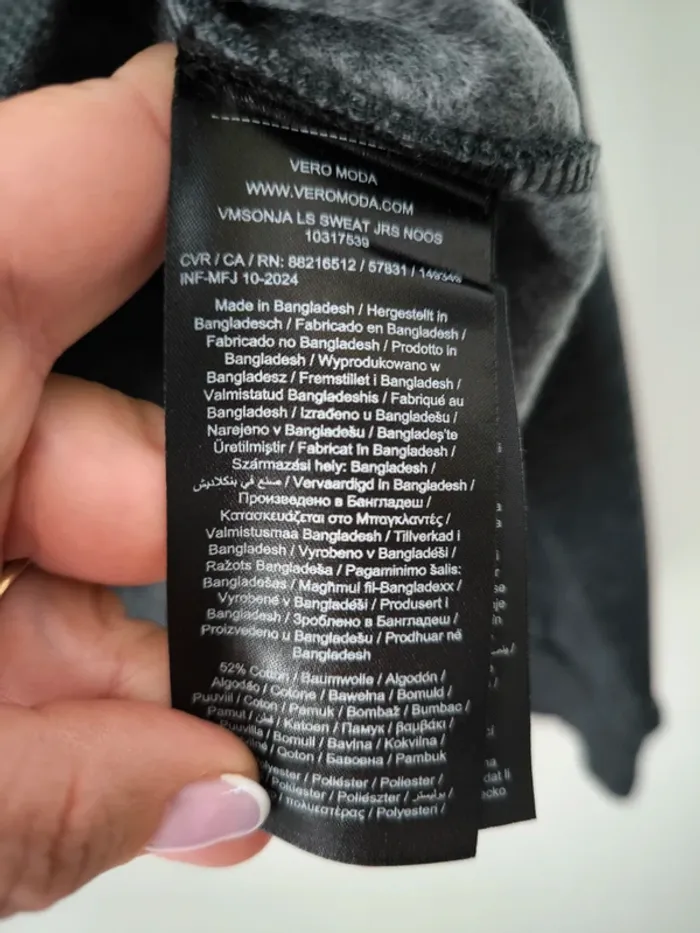 VERO MODA
WWW.VEROMODA.COM
VMSONJA LS SWEAT JRS NOOS
10317539
CVR / CA / RN: 88216512 / 57831 /
INF-MFJ 10-2024
Made in Bangladesh / Hergestellt in
Bangladesch / Fabricado en Bangladesh /
Fabricado no Bangladesh / Prodotto in
Bangladesh / Wyprodukowano w
Bangladesz / Fremstillet i Bangladesh /
Valmistatud Bangladeshis / Fabriqué au
Bangladesh / Izrađeno u Bangladešu /
Narejeno v Bangladešu / Bangladeş'te
Üretilmiştir / Fabricat în Bangladesh /
Származási hely: Bangladesh /
صنع في بنكلاديش / Vervaardigd in Bangladesh /
Произведено в Бангладеш /
Κατασκευάζεται στο Μπαγκλαντές /
Valmistusmaa Bangladesh / Tillverkad i
Bangladesh / Vyrobeno v Bangladéši /
Ražots Bangladeša / Pagaminimo šalis:
Bangladešas / Magħmul fil-Bangladexx /
Vyrobené v Bangladéši / Produsert i
Bangladesh / Зроблено в Бангладеш /
Proizvedeno u Bangladešu / Prodhuar në
Bangladesh
52% Cotton / Baumwolle / Algodón /
Algodão / Cotone / Bawełna / Bomuld /
Puuvill / Coton / Pamuk / Bombaž / Bumbac /
Pamut / قطن / Katoen / Памук / βαμβάκι /
Puuvilla / Bomull / Bavlna / Kokvilna /
/ Qoton / Бавовна / Pambuk
/ Poliéster / Poliester /
Polüester / Poliészter / بوليستر /
/ πολυεστέρας / Polyesteri /